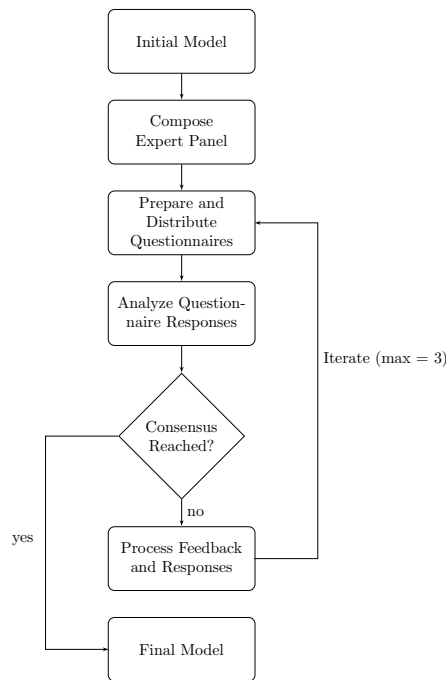 Initial Model
Compose
Expert Panel
Prepare and
Distribute
Questionnaires
Analyze Question-
naire Responses
Iterate (max = 3)
Consensus
Reached?
no
yes
Process Feedback
and Responses
Final Model